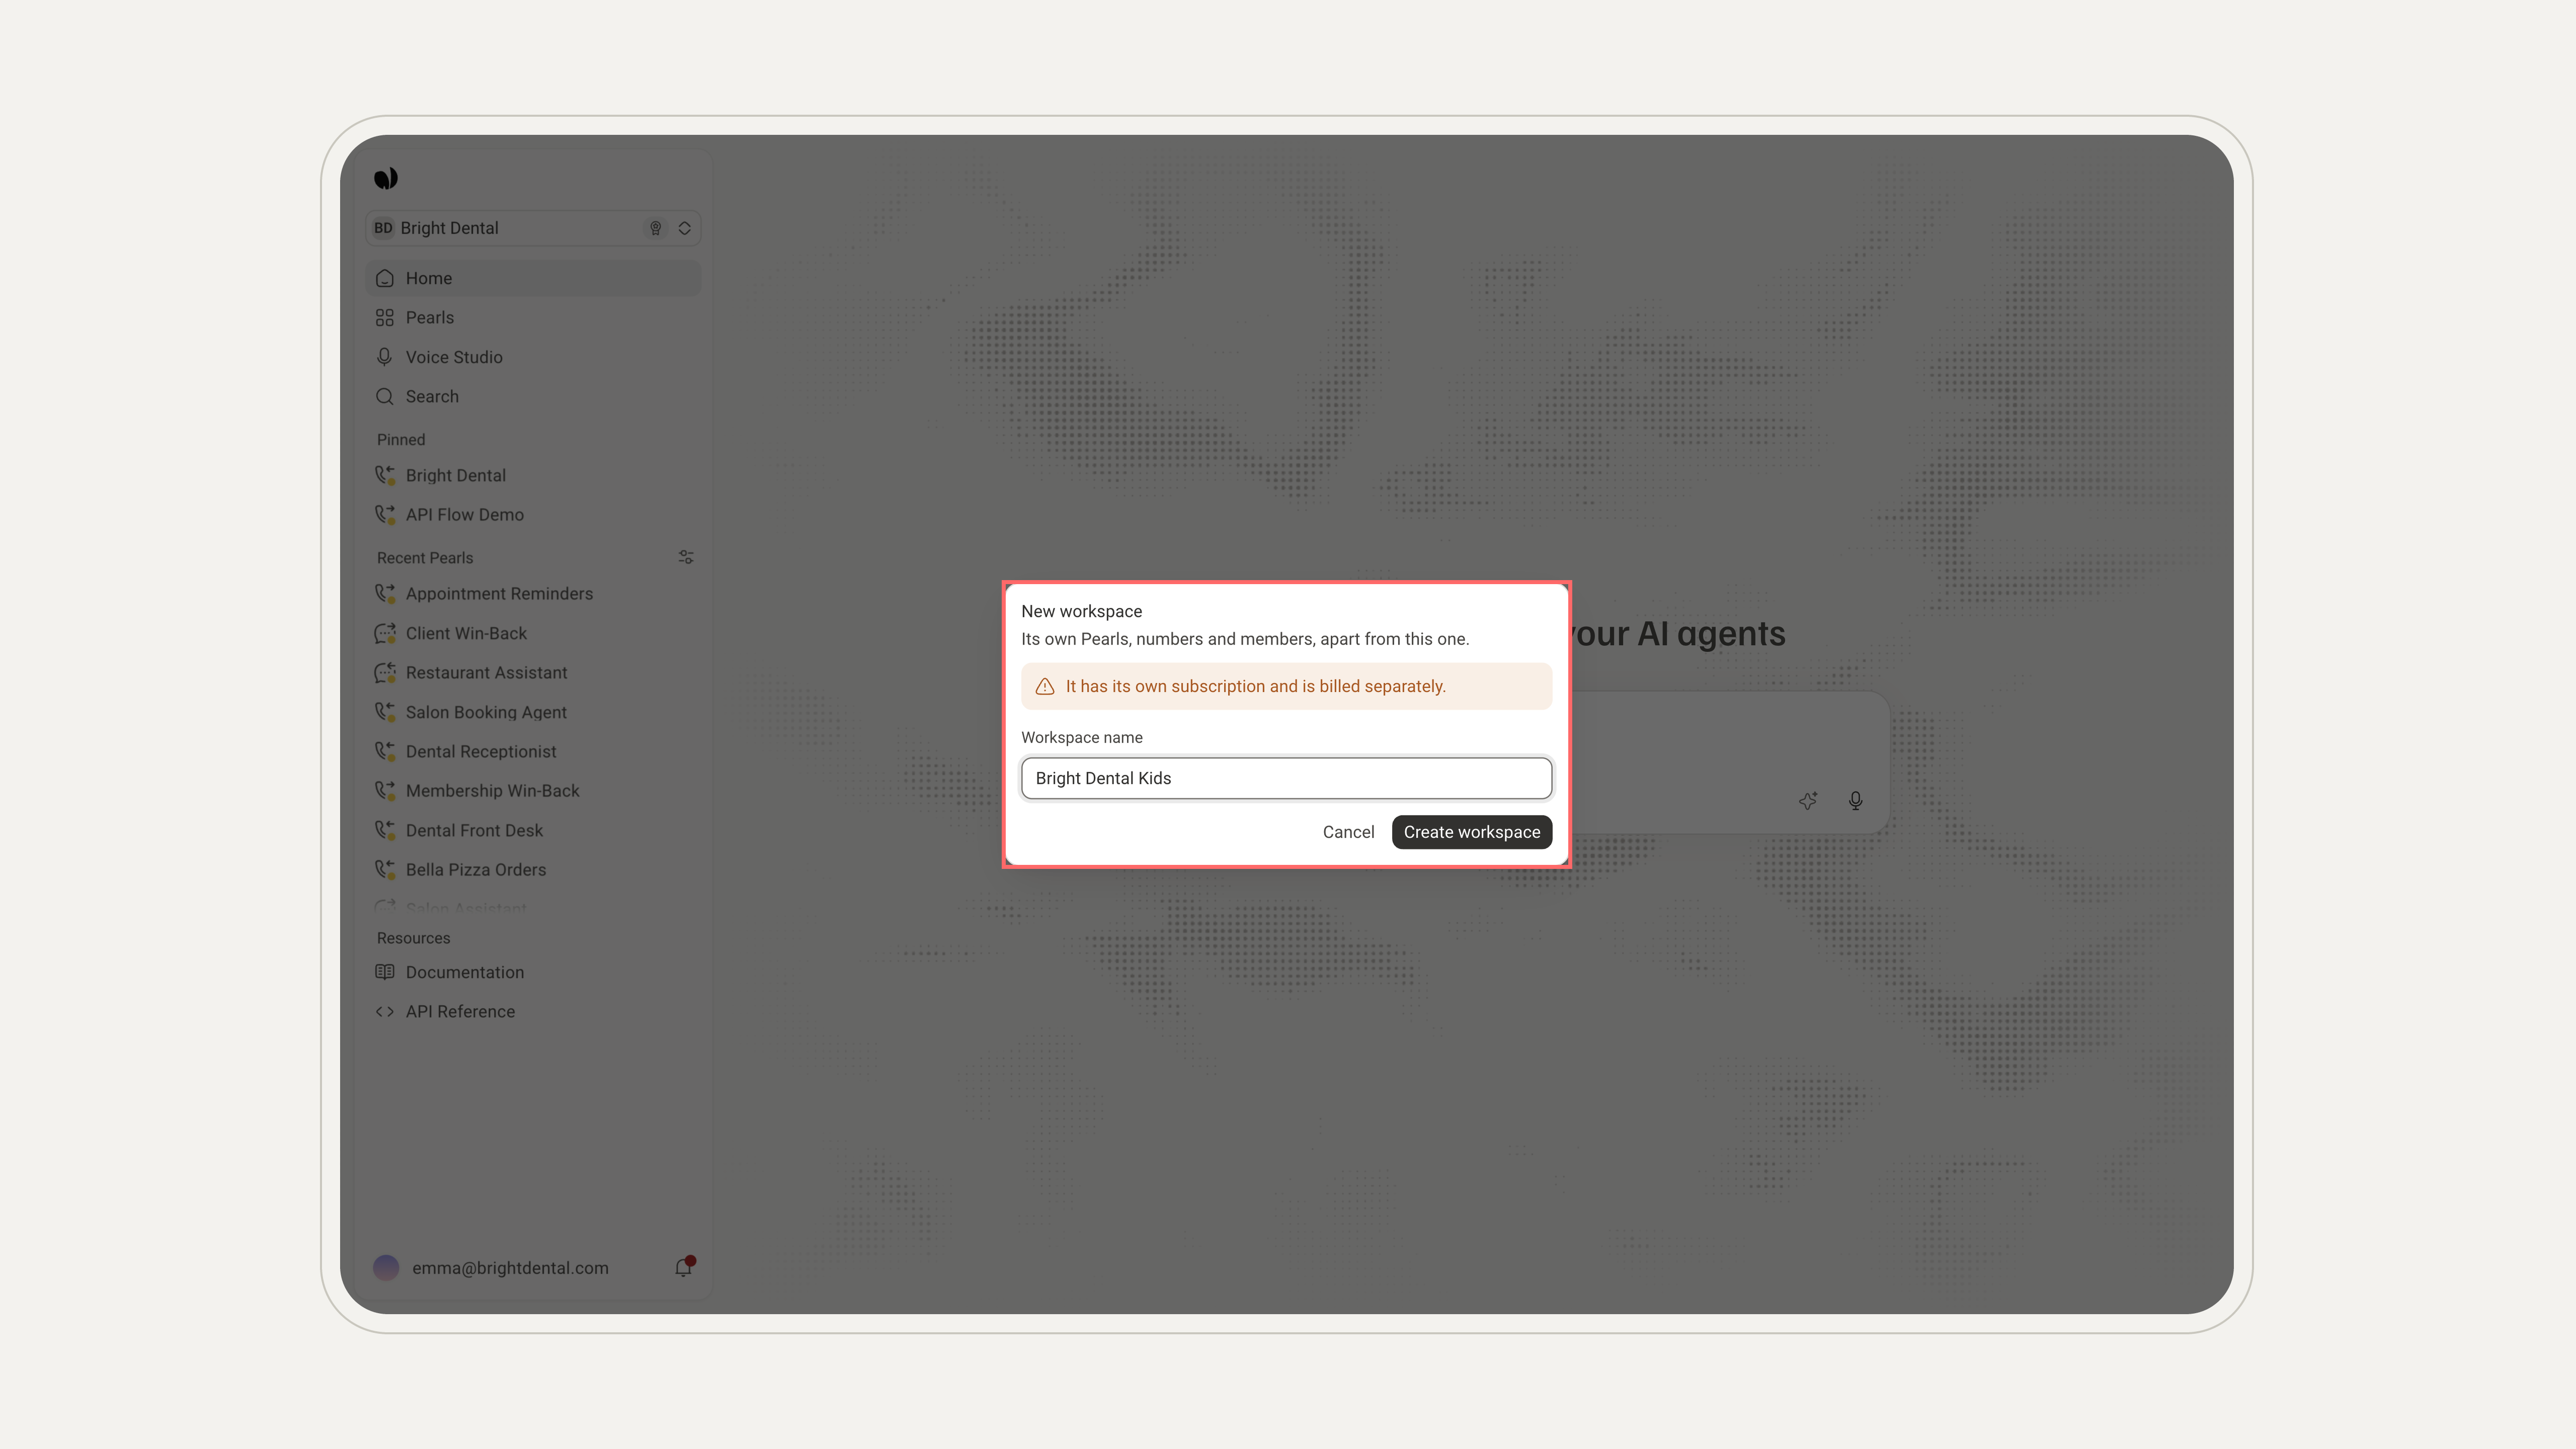 BD Bright Dental
Home
Pearls
Voice Studio
Search
Pinned
Bright Dental
API Flow Demo
Recent Pearls
Appointment Reminders
Client Win-Back
Restaurant Assistant
Salon Booking Agent
Dental Receptionist
Membership Win-Back
Dental Front Desk
Bella Pizza Orders
Salon Assistant
Resources
Documentation
API Reference
emma@brightdental.com
your AI agents
New workspace
Its own Pearls, numbers and members, apart from this one.
It has its own subscription and is billed separately.
Workspace name
Bright Dental Kids
Cancel
Create workspace